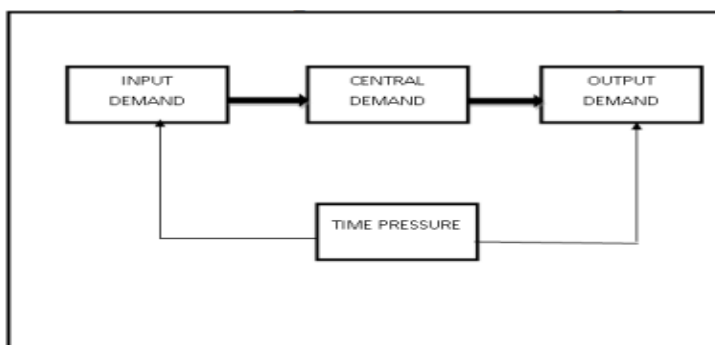 INPUT
DEMAND
CENTRAL
DEMAND
OUTPUT
DEMAND
TIME PRESSURE